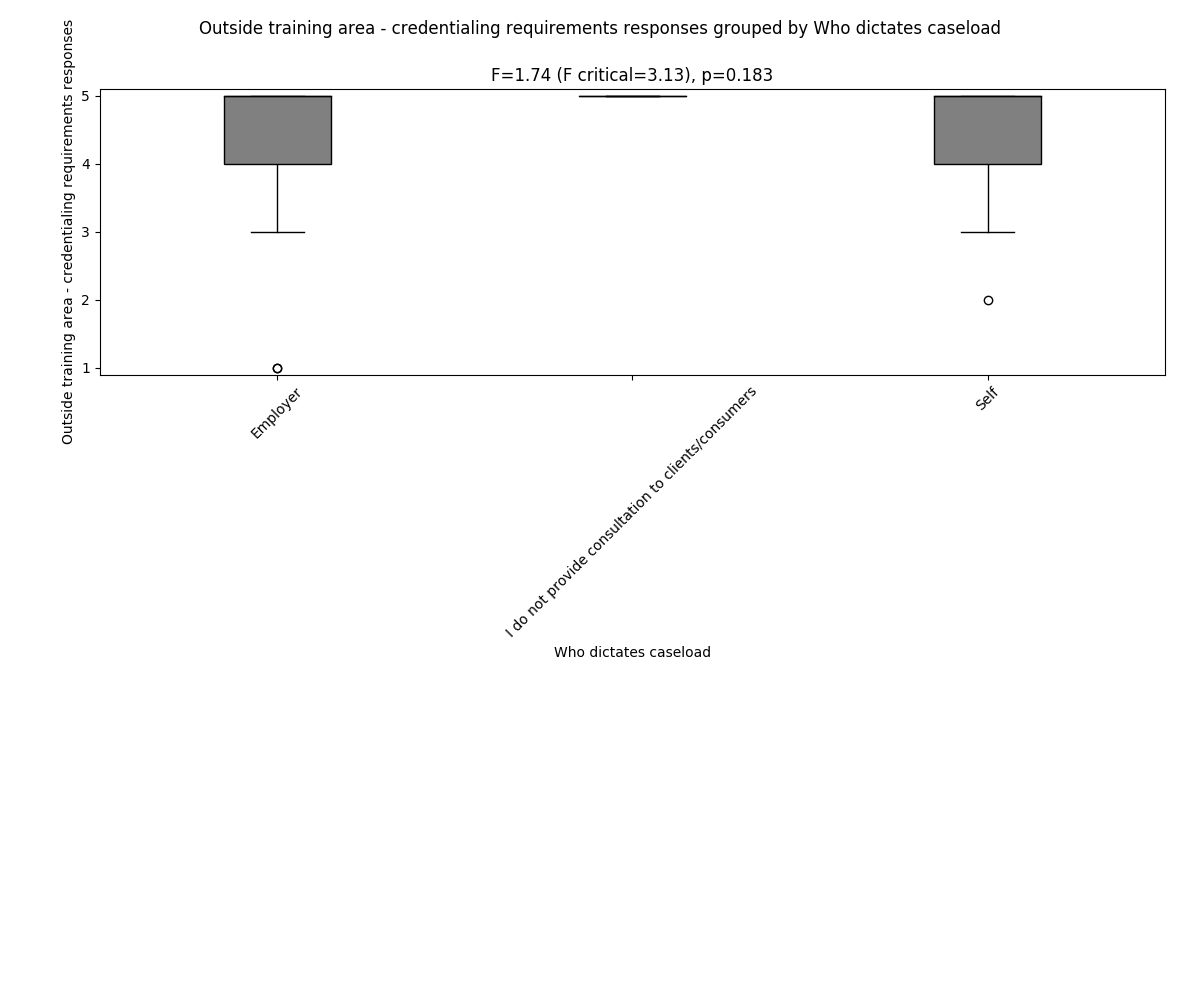 Outside training area - credentialing requirements responses grouped by Who dictates caseload
F=1.74 (F critical=3.13), p=0.183
Outside training area - credentialing requirements responses
5
4
3
2
1
Employer
I do not provide consultation to clients/consumers
Self
Who dictates caseload